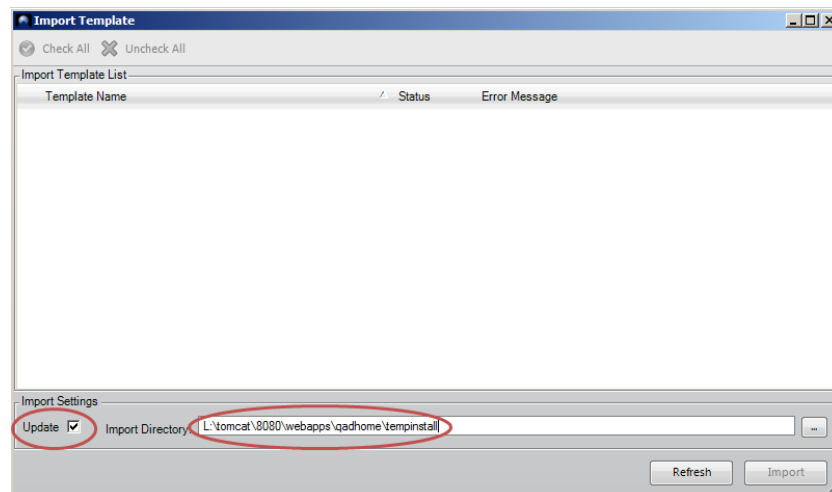 Import Template
Check All Uncheck All
Import Template List
Template Name Status Error Message
Import Settings
Update Import Directory: L:\tomcat\8080\webapps\qadhome\tempinstall ...
Refresh Import